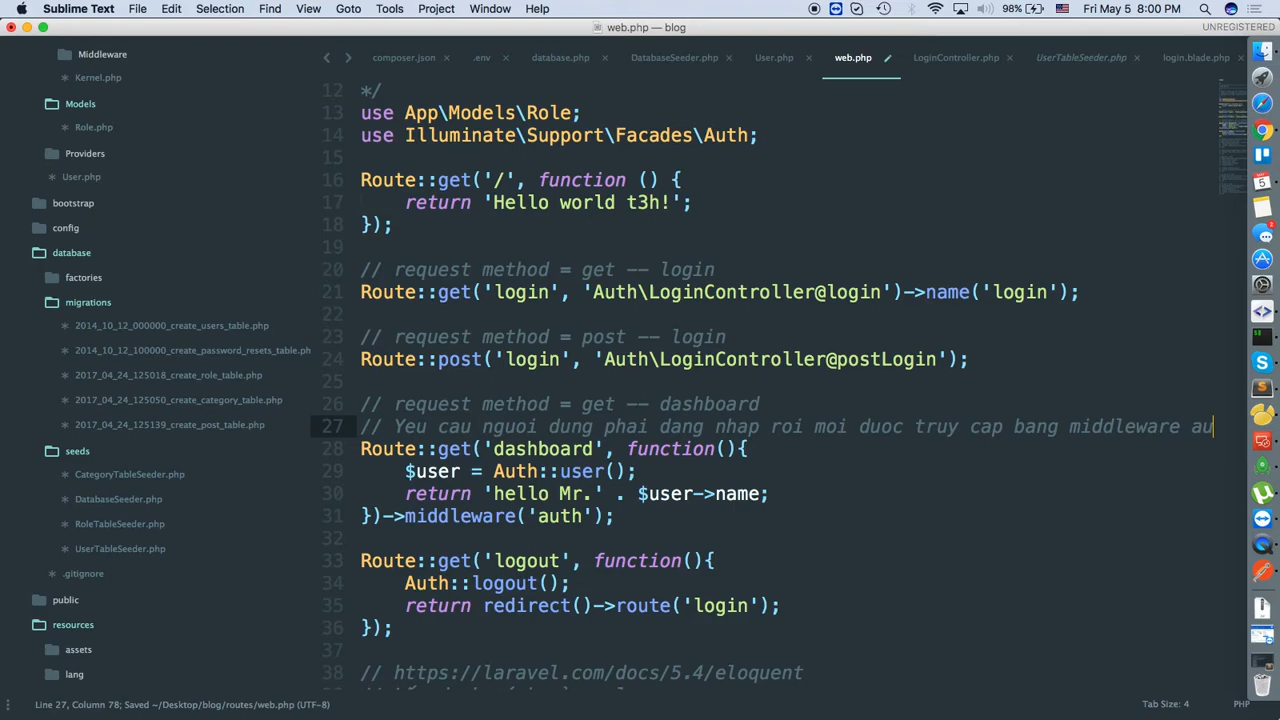 Sublime Text File Edit Selection Find View Goto Tools Project Window Help 98% Fri May 5 8:00 PM
web.php — blog UNREGISTERED
composer.json .env database.php DatabaseSeeder.php User.php web.php LoginController.php UserTableSeeder.php login.blade.php
Middleware
Kernel.php
Models
Role.php
Providers
User.php
bootstrap
config
database
factories
migrations
2014_10_12_000000_create_users_table.php
2014_10_12_100000_create_password_resets_table.ph
2017_04_24_125018_create_role_table.php
2017_04_24_125050_create_category_table.php
2017_04_24_125139_create_post_table.php
seeds
CategoryTableSeeder.php
DatabaseSeeder.php
RoleTableSeeder.php
UserTableSeeder.php
.gitignore
public
resources
assets
lang
12 */
13 use App\Models\Role;
14 use Illuminate\Support\Facades\Auth;
15
16 Route::get('/', function () {
17 return 'Hello world t3h!';
18 });
19
20 // request method = get -- login
21 Route::get('login', 'Auth\LoginController@login')->name('login');
22
23 // request method = post -- login
24 Route::post('login', 'Auth\LoginController@postLogin');
25
26 // request method = get -- dashboard
27 // Yeu cau nguoi dung phai dang nhap roi moi duoc truy cap bang middleware au
28 Route::get('dashboard', function(){
29 $user = Auth::user();
30 return 'hello Mr.' . $user->name;
31 })->middleware('auth');
32
33 Route::get('logout', function(){
34 Auth::logout();
35 return redirect()->route('login');
36 });
37
38 // https://laravel.com/docs/5.4/eloquent
Line 27, Column 78; Saved ~/Desktop/blog/routes/web.php (UTF-8) Tab Size: 4 PHP